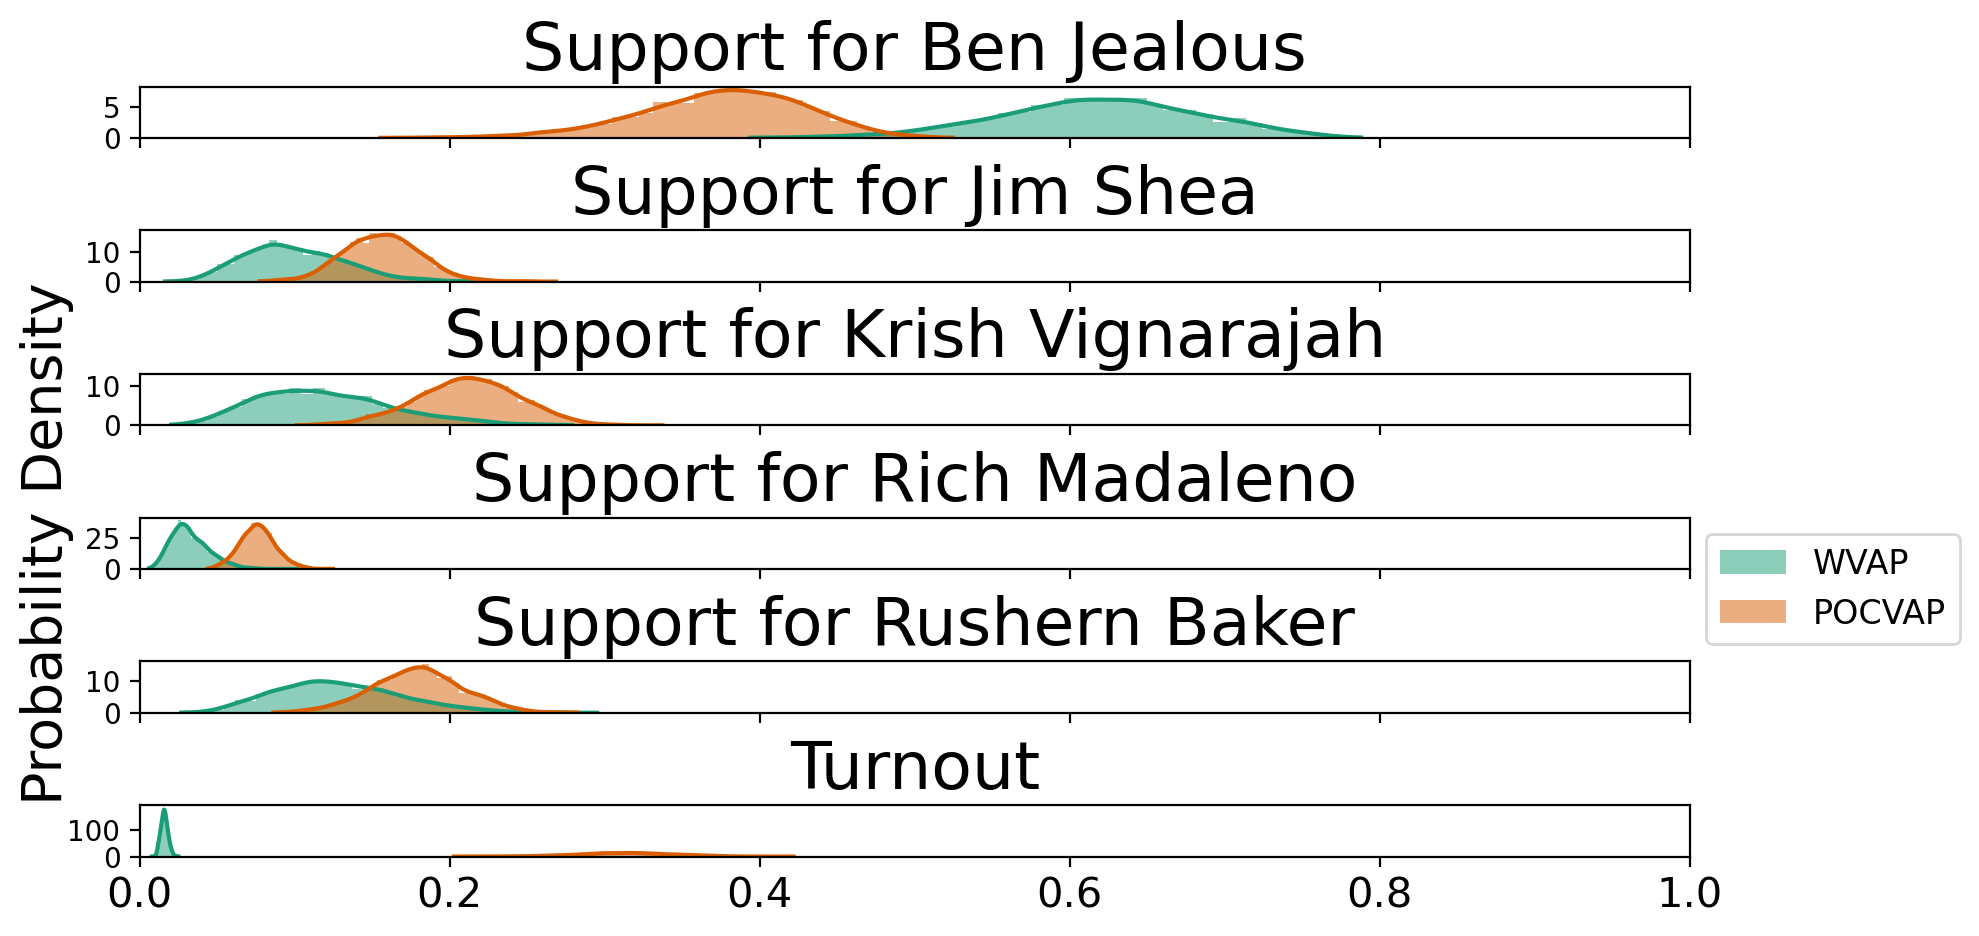 Support for Ben Jealous
5
0
Support for Jim Shea
10
0
Support for Krish Vignarajah
10
0
Support for Rich Madaleno
25
0
Support for Rushern Baker
10
0
Turnout
100
0
0.0 0.2 0.4 0.6 0.8 1.0
Probability Density
WVAP
POCVAP